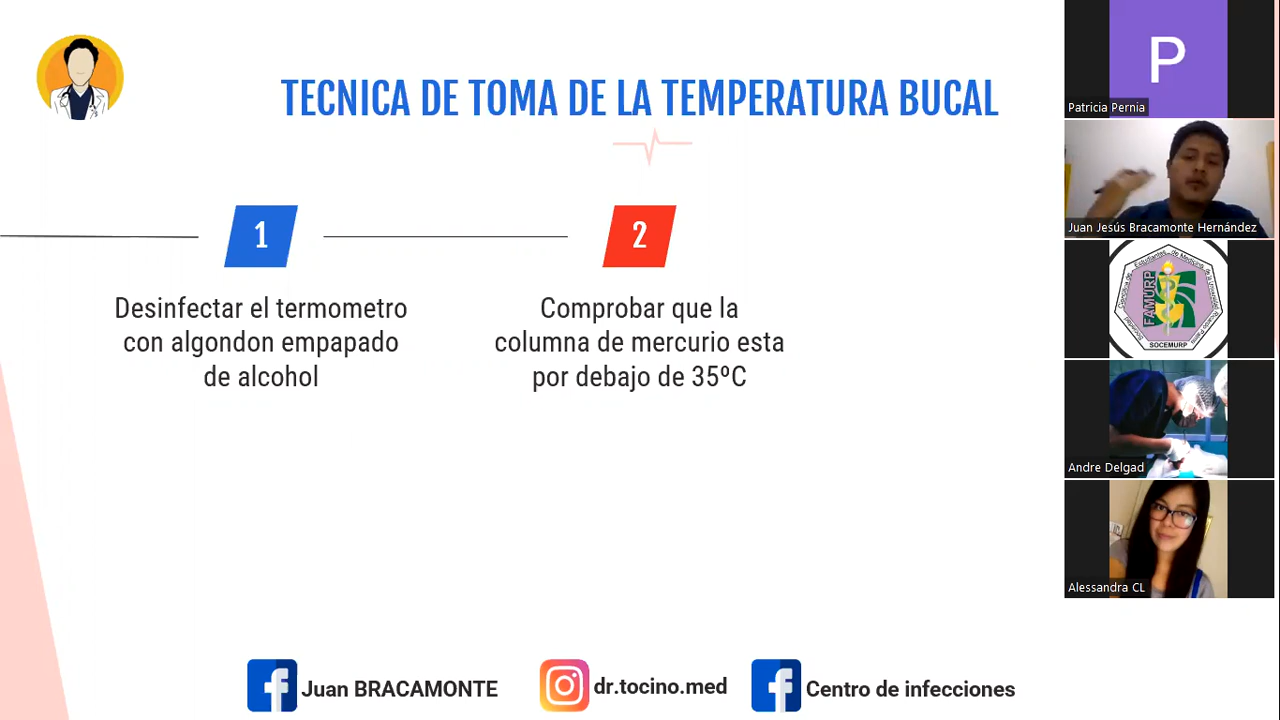 TECNICA DE TOMA DE LA TEMPERATURA BUCAL
1
Desinfectar el termometro
con algondon empapado
de alcohol
2
Comprobar que la
columna de mercurio esta
por debajo de 35ºC
Juan BRACAMONTE
dr.tocino.med
Centro de infecciones
P
Patricia Pernia
Juan Jesús Bracamonte Hernández
FAMURP
SOCEMURP
Andre Delgad
Alessandra CL